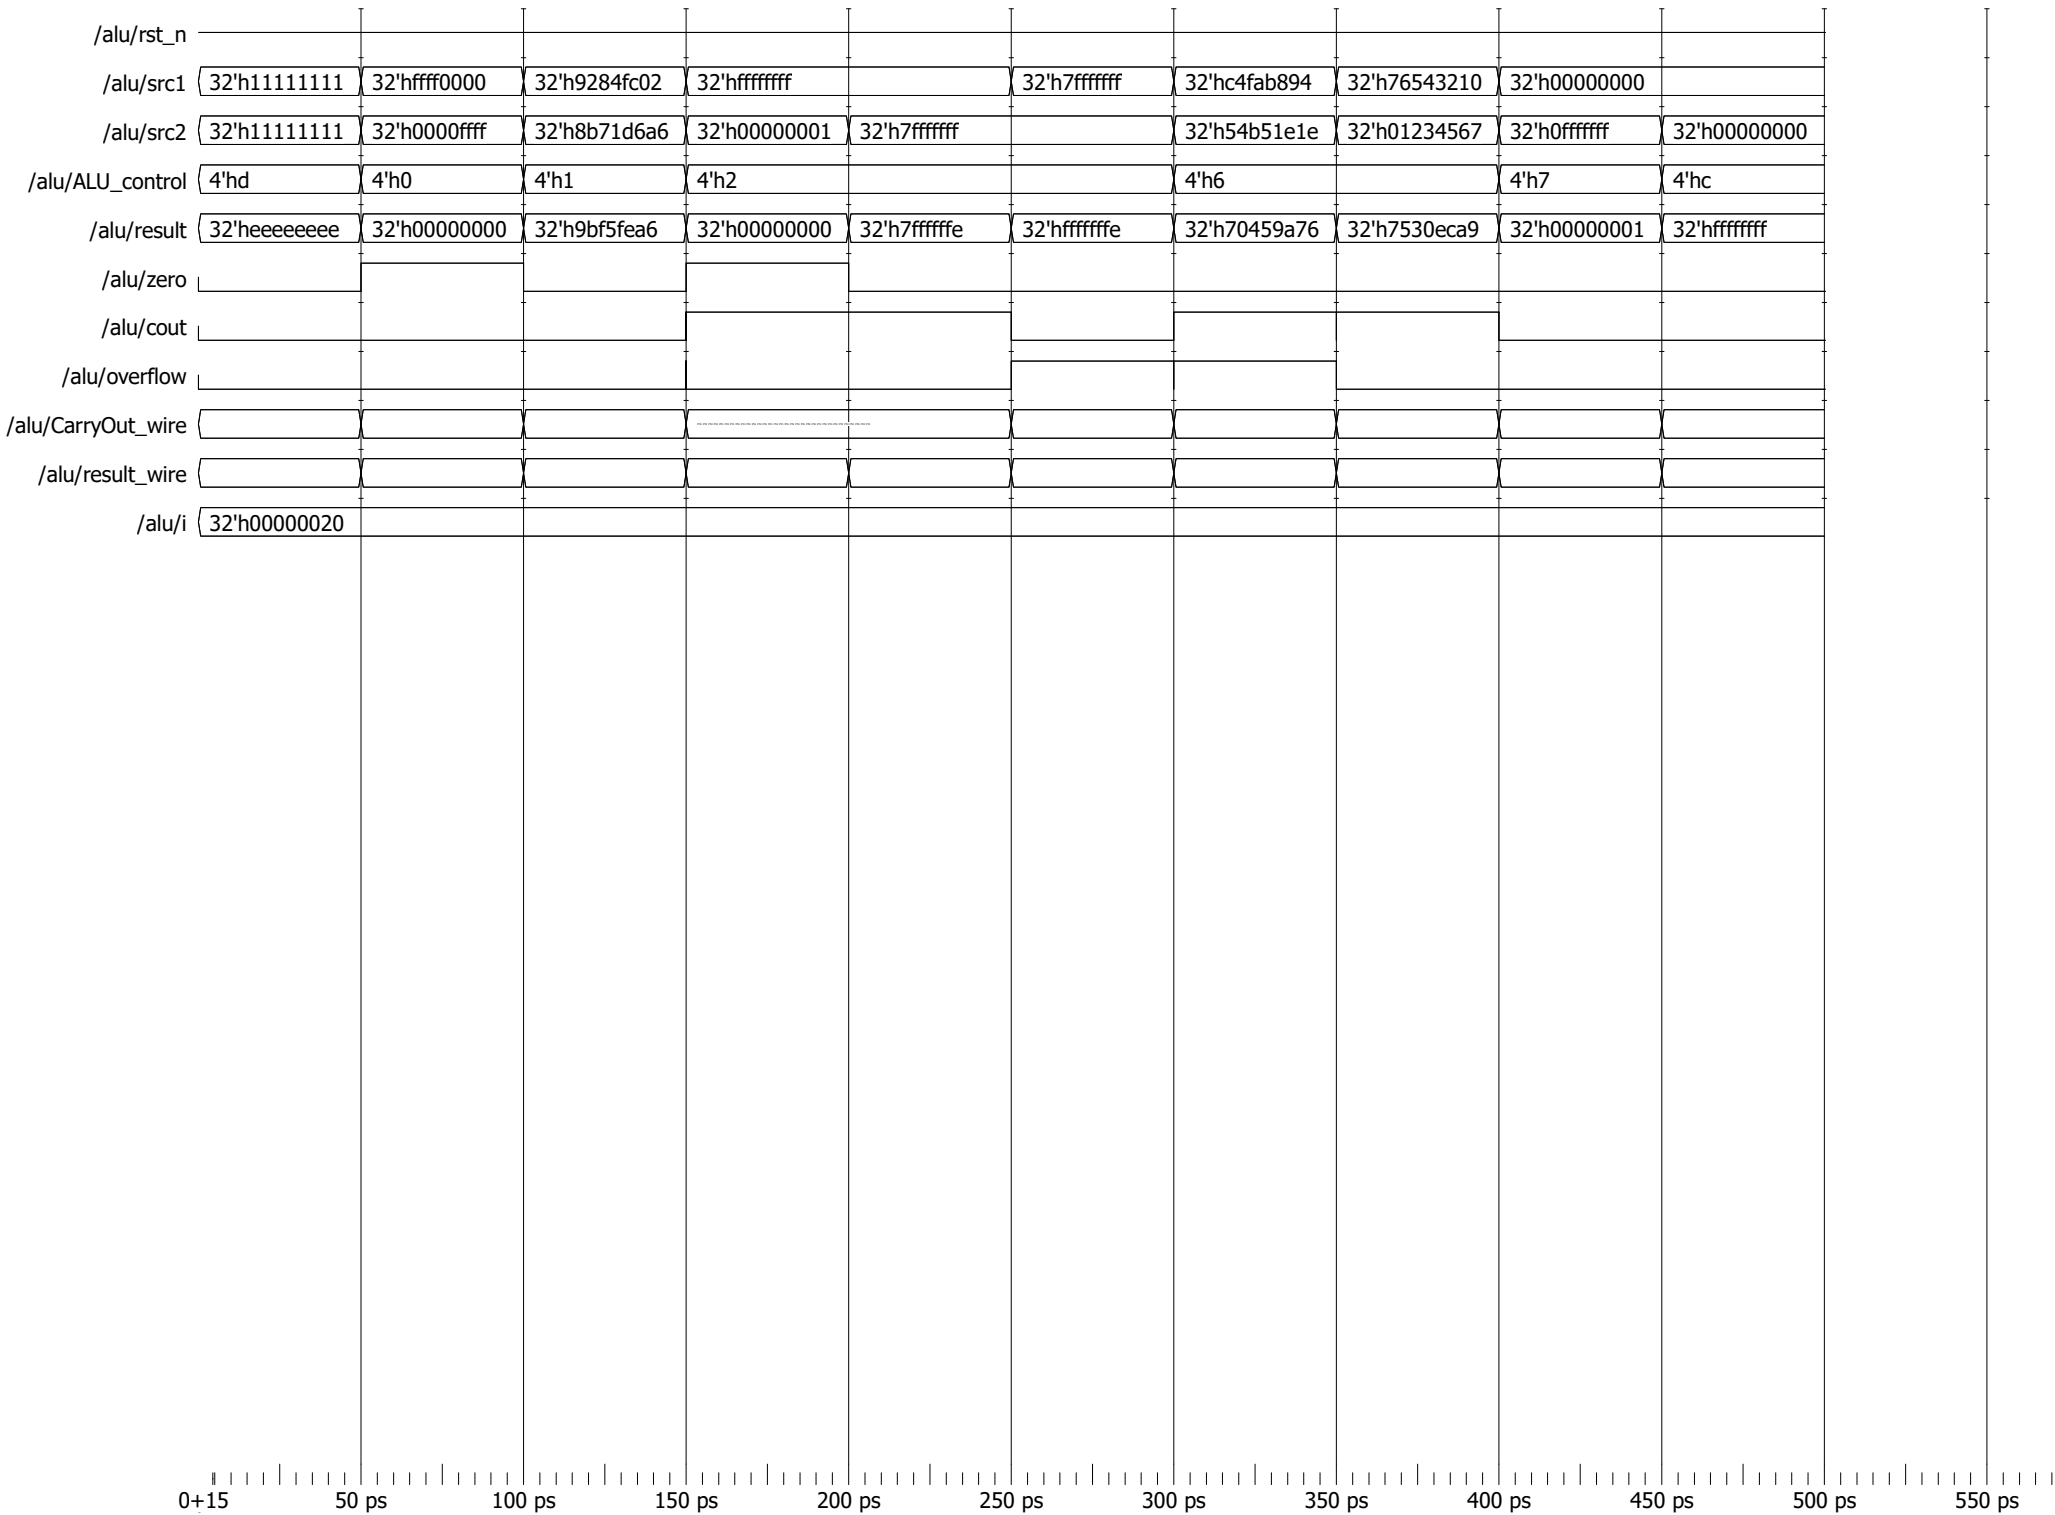 /alu/rst_n
/alu/src1 32'h11111111 32'hffff0000 32'h9284fc02 32'hffffffff 32'h7fffffff 32'hc4fab894 32'h76543210 32'h00000000
/alu/src2 32'h11111111 32'h0000ffff 32'h8b71d6a6 32'h00000001 32'h7fffffff 32'h54b51e1e 32'h01234567 32'h0fffffff 32'h00000000
/alu/ALU_control 4'hd 4'h0 4'h1 4'h2 4'h6 4'h7 4'hc
/alu/result 32'heeeeeeee 32'h00000000 32'h9bf5fea6 32'h00000000 32'h7ffffffe 32'hfffffffe 32'h70459a76 32'h7530eca9 32'h00000001 32'hffffffff
/alu/zero
/alu/cout
/alu/overflow
/alu/CarryOut_wire
/alu/result_wire
/alu/i 32'h00000020
0+15 50 ps 100 ps 150 ps 200 ps 250 ps 300 ps 350 ps 400 ps 450 ps 500 ps 550 ps